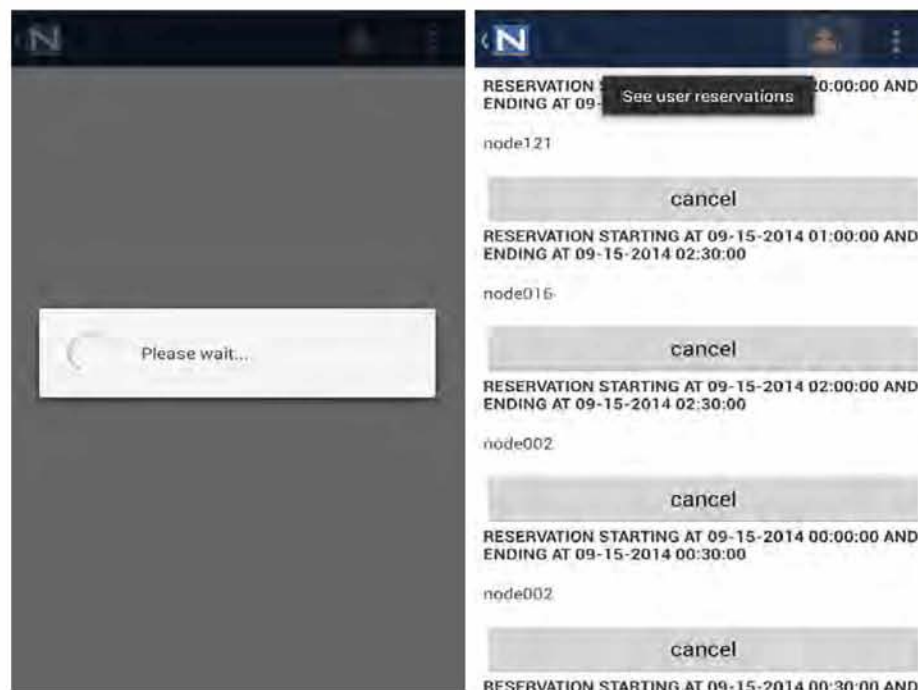 N
Please wait...
N
RESERVATION S 20:00:00 AND
See user reservations
ENDING AT 09-
node121
cancel
RESERVATION STARTING AT 09-15-2014 01:00:00 AND
ENDING AT 09-15-2014 02:30:00
node016
cancel
RESERVATION STARTING AT 09-15-2014 02:00:00 AND
ENDING AT 09-15-2014 02:30:00
node002
cancel
RESERVATION STARTING AT 09-15-2014 00:00:00 AND
ENDING AT 09-15-2014 00:30:00
node002
cancel
RESERVATION STARTING AT 09-15-2014 00:30:00 AND